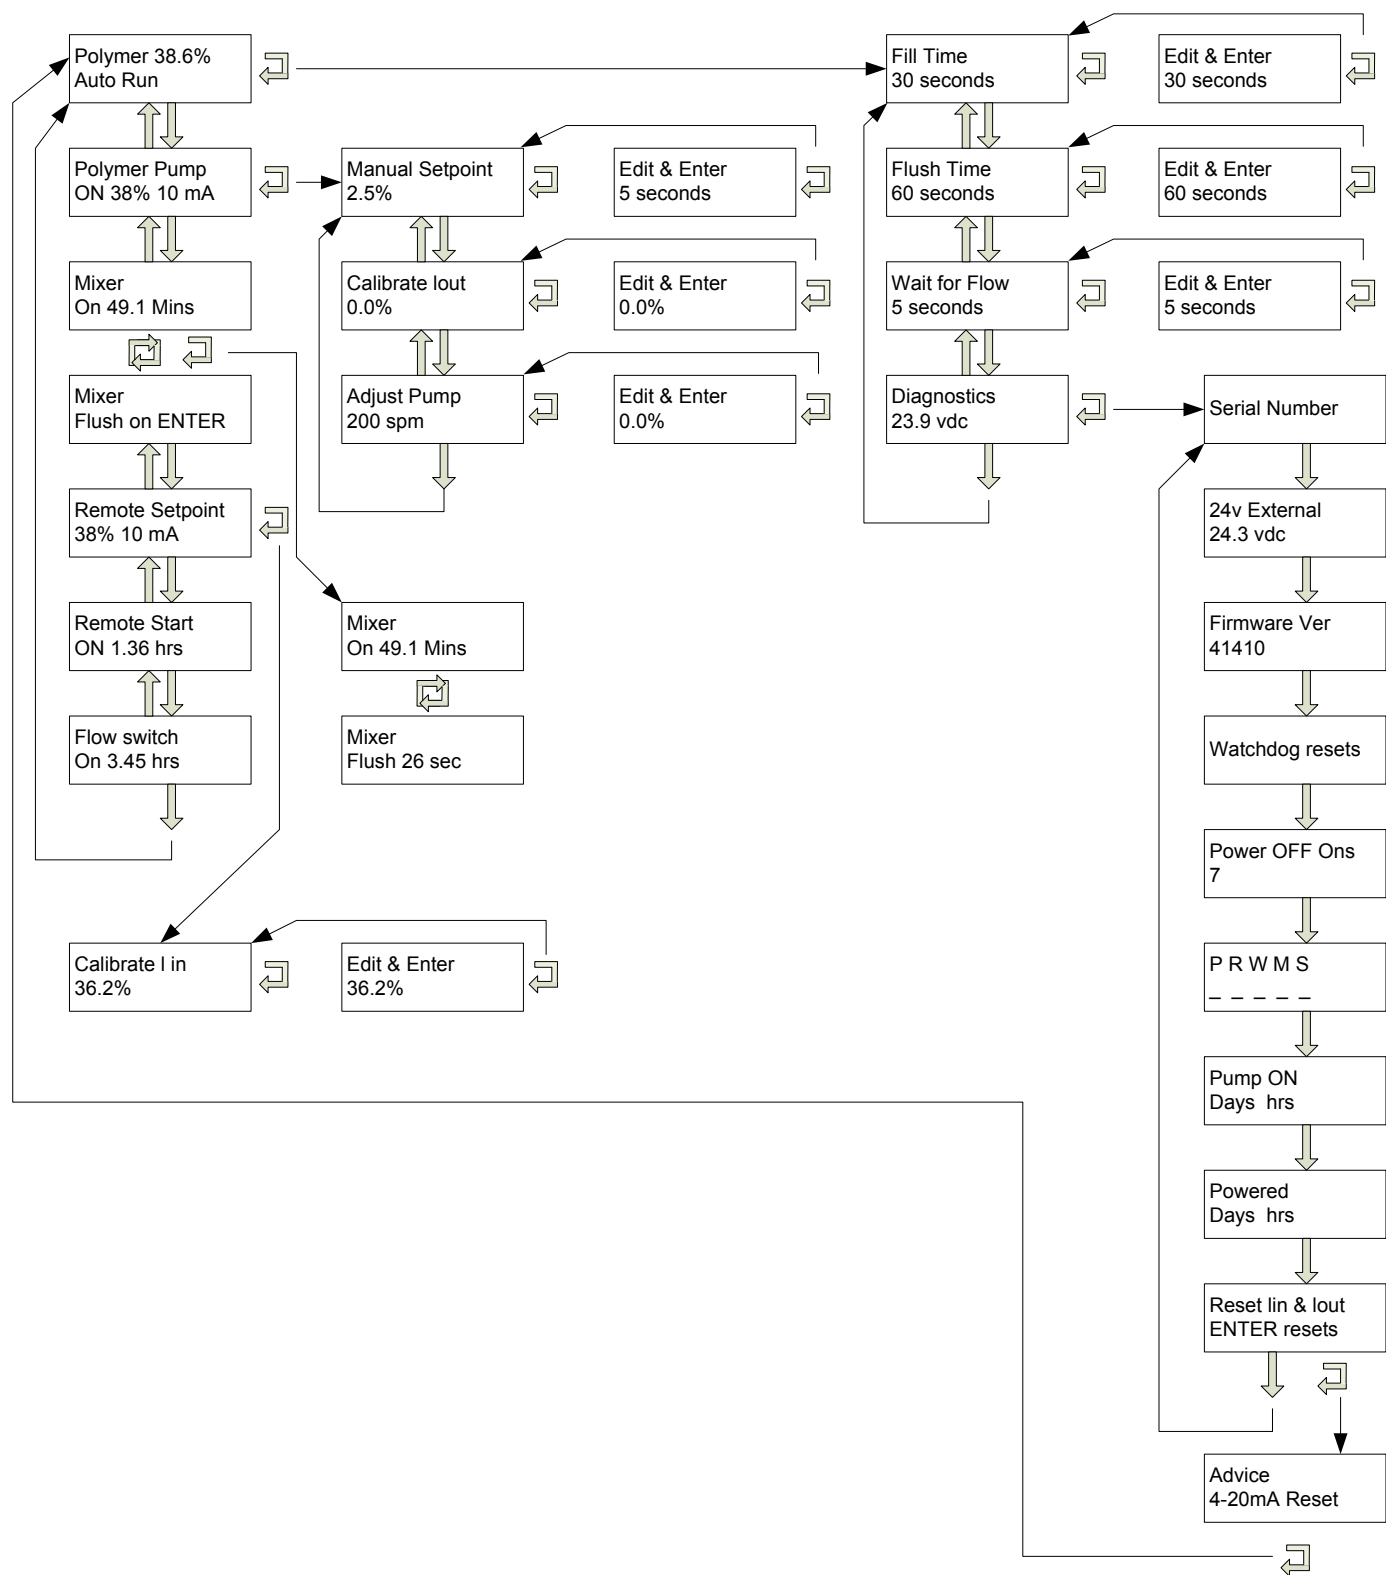 Polymer 38.6%
Auto Run
Polymer Pump
ON 38% 10 mA
Mixer
On 49.1 Mins
Mixer
Flush on ENTER
Remote Setpoint
38% 10 mA
Remote Start
ON 1.36 hrs
Flow switch
On 3.45 hrs
Calibrate I in
36.2%
Edit & Enter
36.2%
Manual Setpoint
2.5%
Edit & Enter
5 seconds
Calibrate Iout
0.0%
Edit & Enter
0.0%
Adjust Pump
200 spm
Edit & Enter
0.0%
Mixer
On 49.1 Mins
Mixer
Flush 26 sec
Fill Time
30 seconds
Edit & Enter
30 seconds
Flush Time
60 seconds
Edit & Enter
60 seconds
Wait for Flow
5 seconds
Edit & Enter
5 seconds
Diagnostics
23.9 vdc
Serial Number
24v External
24.3 vdc
Firmware Ver
41410
Watchdog resets
Power OFF Ons
7
P R W M S
_ _ _ _ _
Pump ON
Days hrs
Powered
Days hrs
Reset Iin & Iout
ENTER resets
Advice
4-20mA Reset